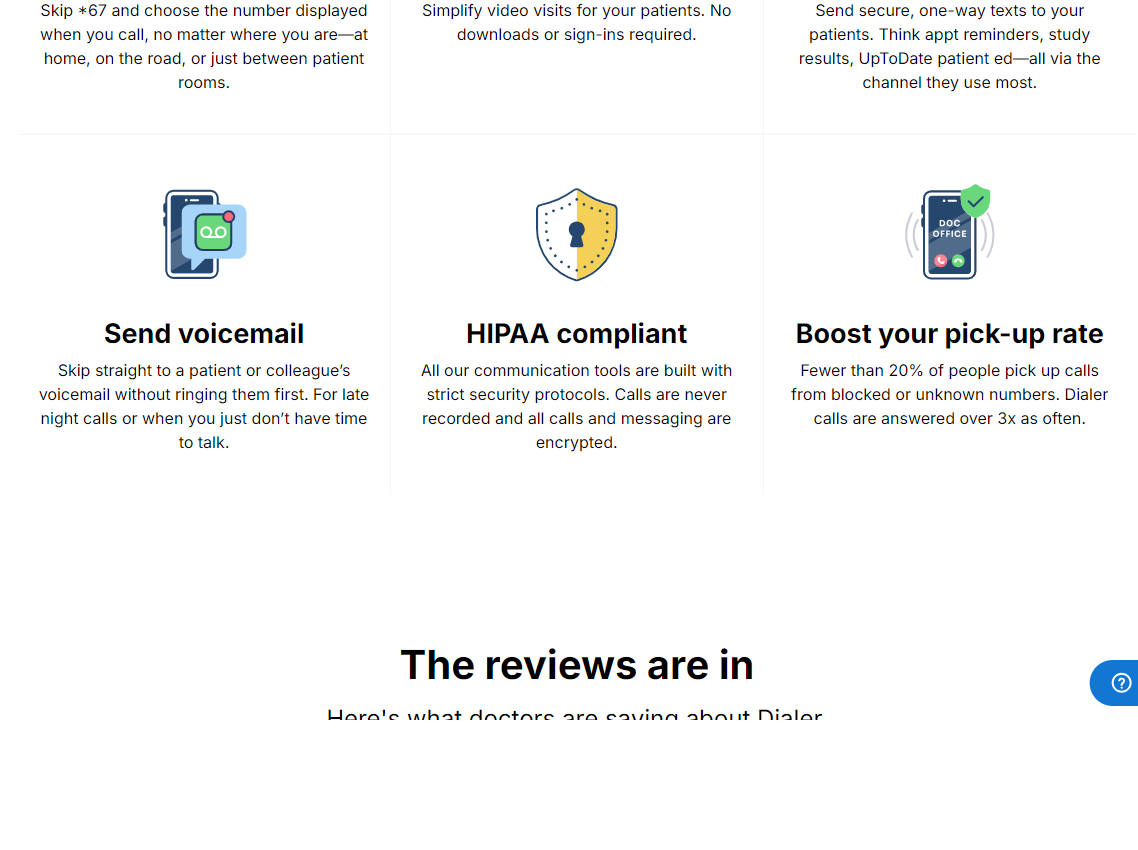 Skip *67 and choose the number displayed
when you call, no matter where you are—at
home, on the road, or just between patient
rooms.
Simplify video visits for your patients. No
downloads or sign-ins required.
Send secure, one-way texts to your
patients. Think appt reminders, study
results, UpToDate patient ed—all via the
channel they use most.
DOC
OFFICE
Send voicemail
Skip straight to a patient or colleague’s
voicemail without ringing them first. For late
night calls or when you just don’t have time
to talk.
HIPAA compliant
All our communication tools are built with
strict security protocols. Calls are never
recorded and all calls and messaging are
encrypted.
Boost your pick-up rate
Fewer than 20% of people pick up calls
from blocked or unknown numbers. Dialer
calls are answered over 3x as often.
The reviews are in
Here's what doctors are saying about Dialer